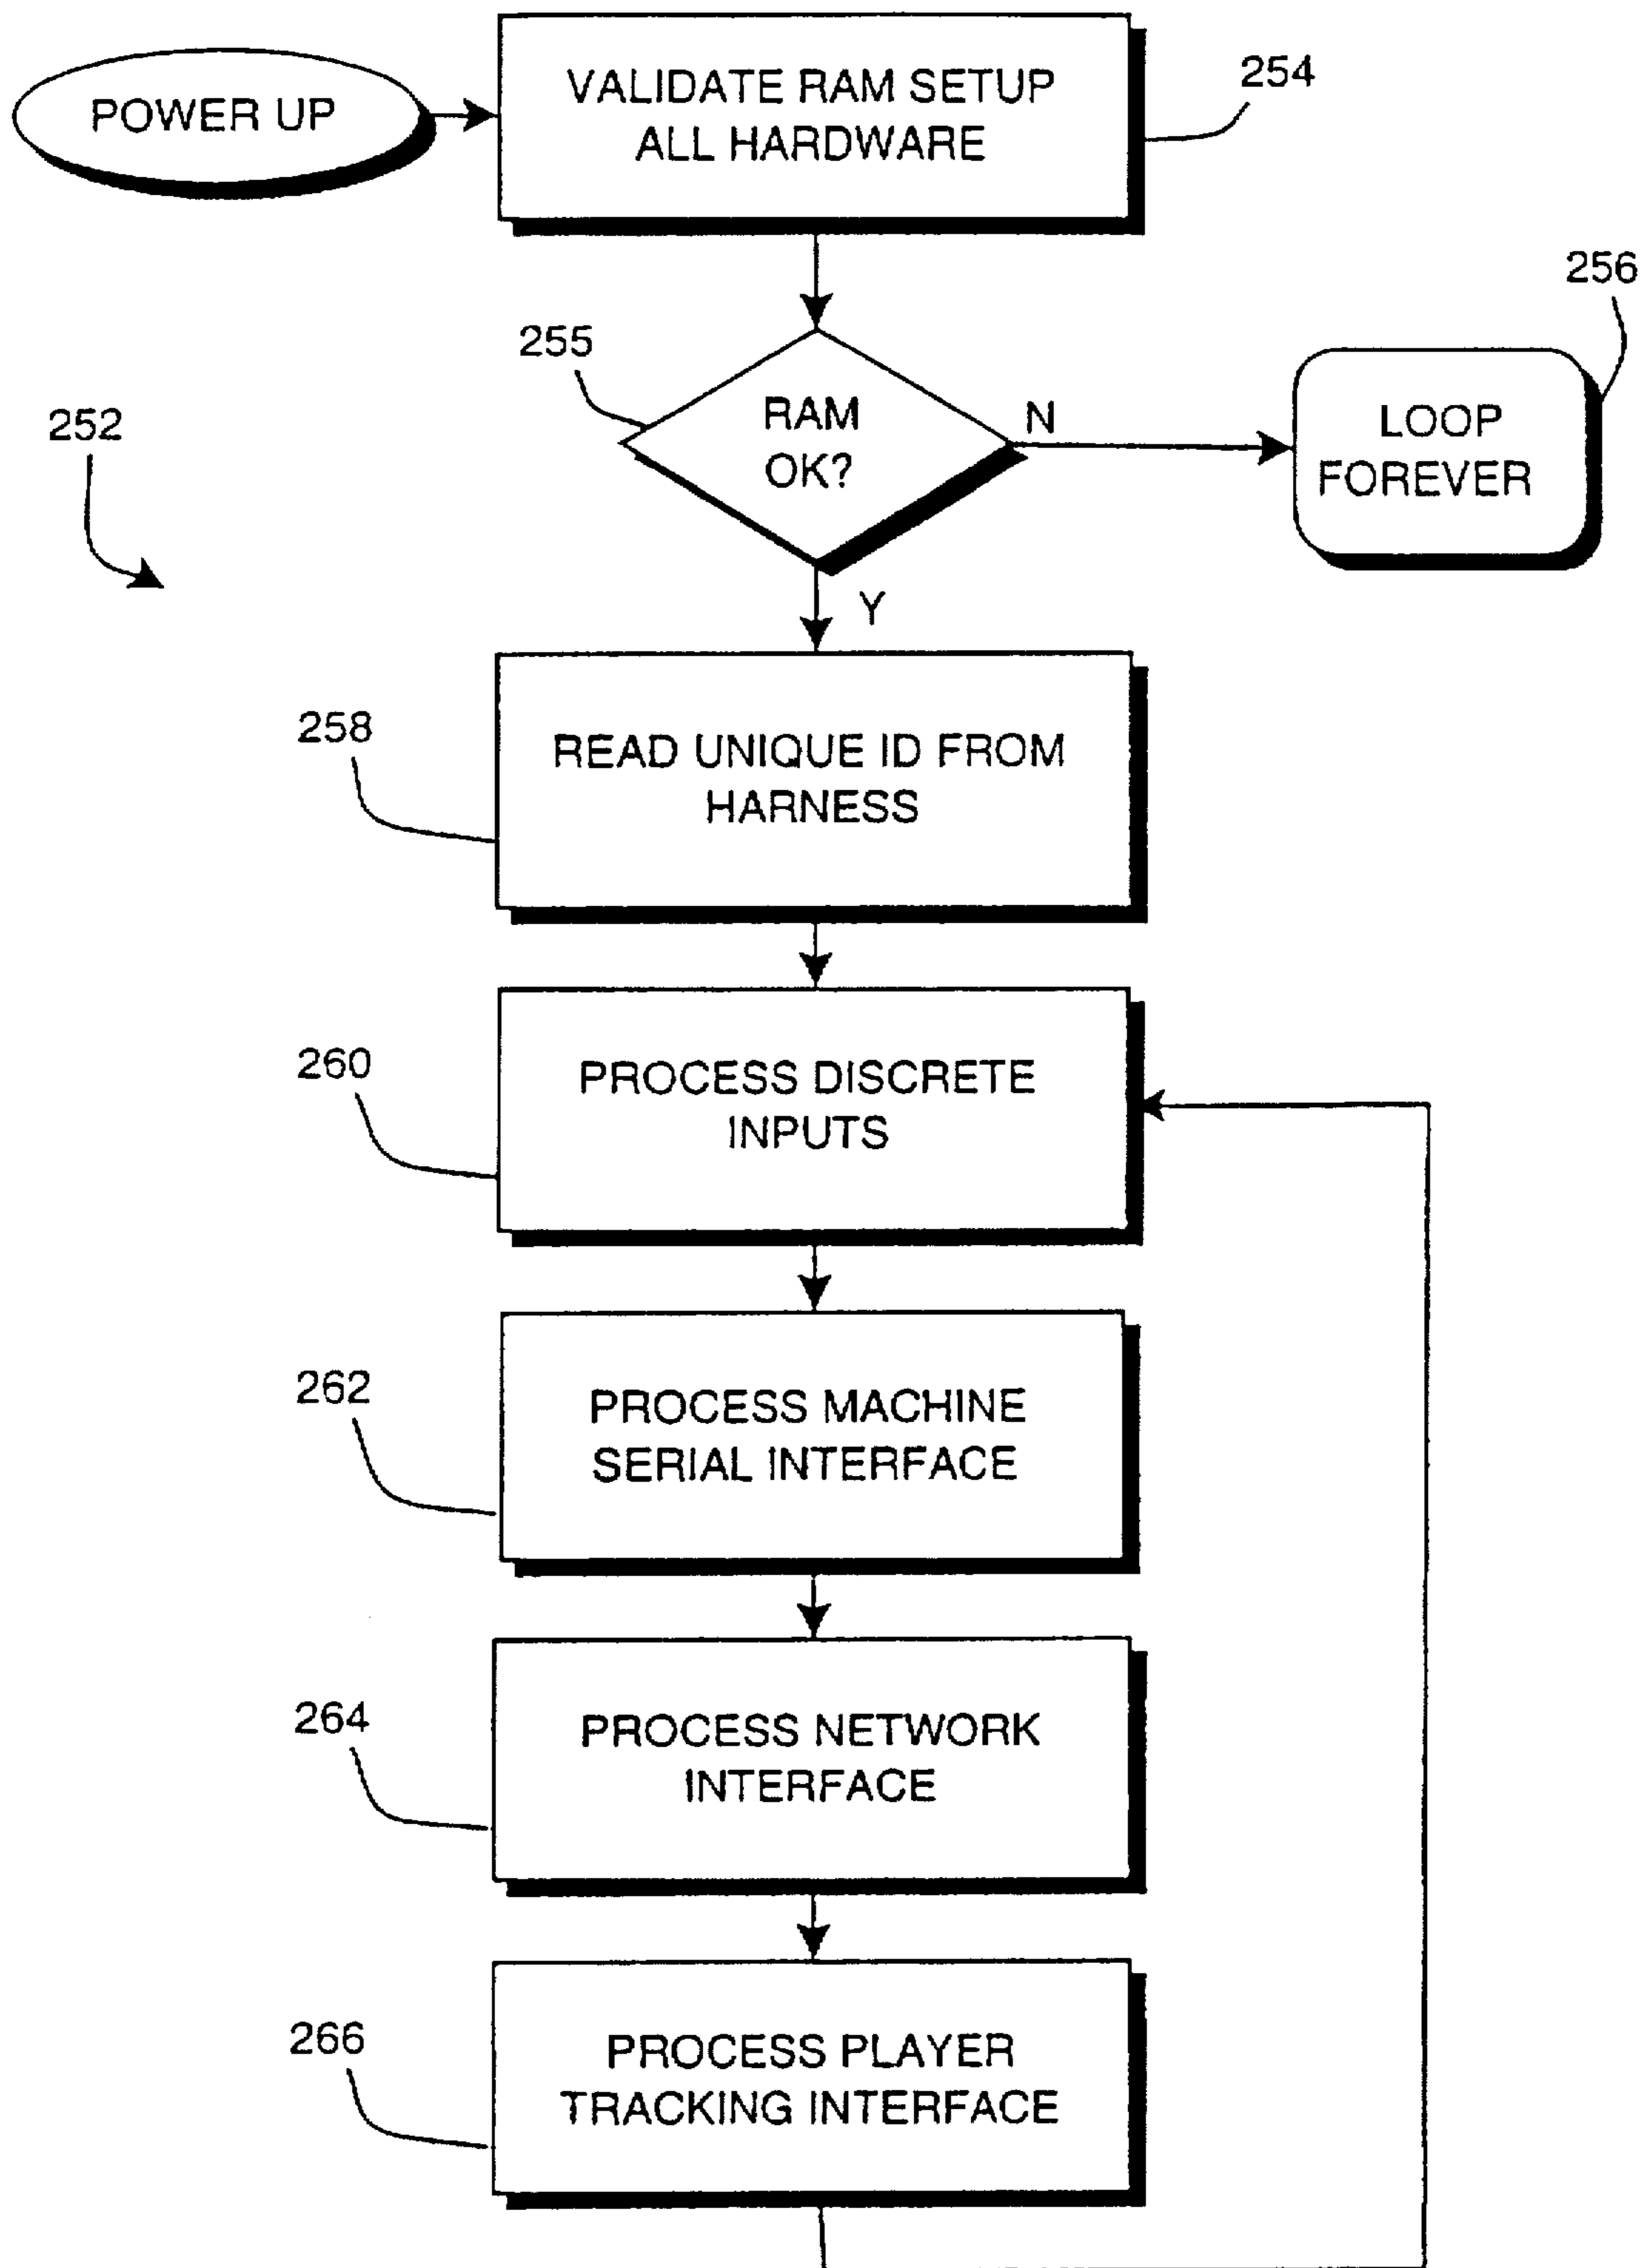 POWER UP
VALIDATE RAM SETUP
ALL HARDWARE
254
256
255
RAM
OK?
N
LOOP
FOREVER
252
Y
258
READ UNIQUE ID FROM
HARNESS
260
PROCESS DISCRETE
INPUTS
262
PROCESS MACHINE
SERIAL INTERFACE
264
PROCESS NETWORK
INTERFACE
266
PROCESS PLAYER
TRACKING INTERFACE